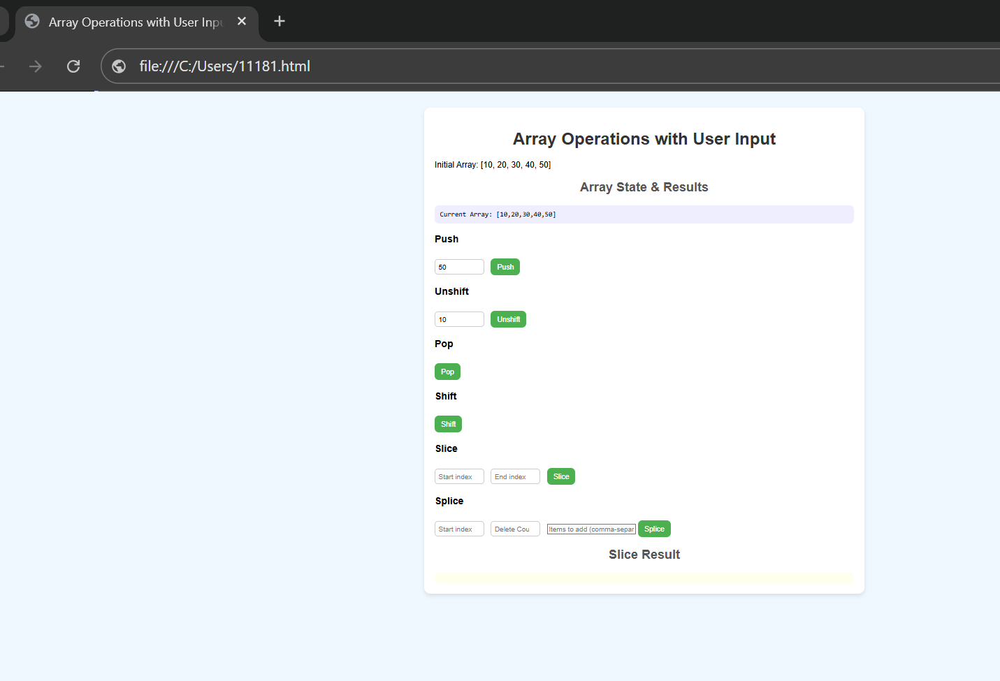 Array Operations with User Inpu
file:///C:/Users/11181.html
Array Operations with User Input
Initial Array: [10, 20, 30, 40, 50]
Array State & Results
Current Array: [10,20,30,40,50]
Push
50 Push
Unshift
10 Unshift
Pop
Pop
Shift
Shift
Slice
Start index End index Slice
Splice
Start index Delete Cou Items to add (comma-separ Splice
Slice Result